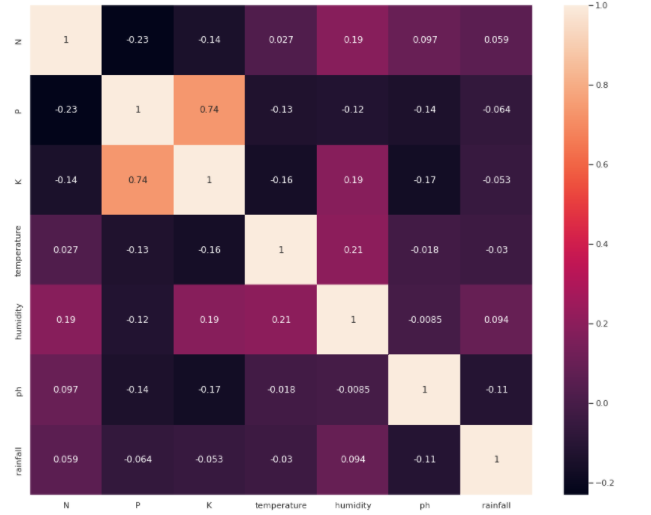 N 1 -0.23 -0.14 0.027 0.19 0.097 0.059
P -0.23 1 0.74 -0.13 -0.12 -0.14 -0.064
K -0.14 0.74 1 -0.16 0.19 -0.17 -0.053
temperature 0.027 -0.13 -0.16 1 0.21 -0.018 -0.03
humidity 0.19 -0.12 0.19 0.21 1 -0.0085 0.094
ph 0.097 -0.14 -0.17 -0.018 -0.0085 1 -0.11
rainfall 0.059 -0.064 -0.053 -0.03 0.094 -0.11 1
N P K temperature humidity ph rainfall
1.0
0.8
0.6
0.4
0.2
0.0
-0.2